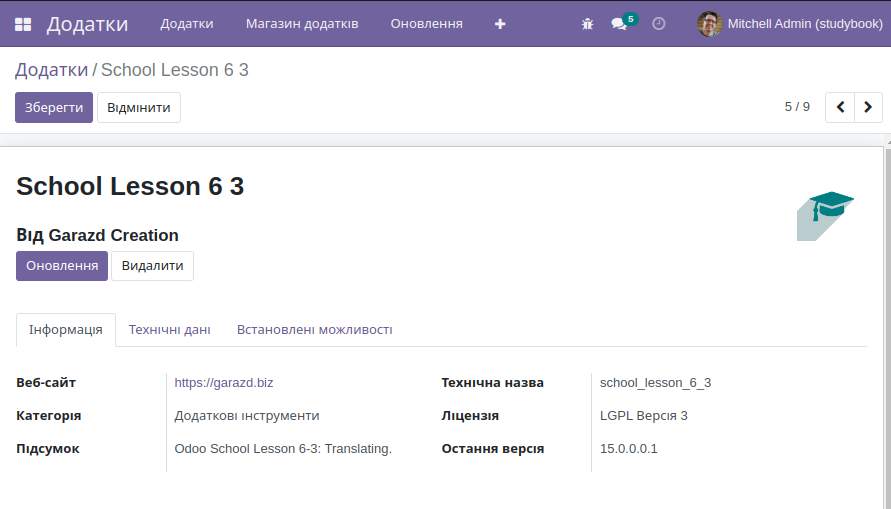 Додатки Додатки Магазин додатків Оновлення 5 Mitchell Admin (studybook)
Додатки / School Lesson 6 3
Зберегти Відмінити 5 / 9
School Lesson 6 3
Від Garazd Creation
Оновлення Видалити
Інформація Технічні дані Встановлені можливості
Веб-сайт https://garazd.biz Технічна назва school_lesson_6_3
Категорія Додаткові інструменти Ліцензія LGPL Версія 3
Підсумок Odoo School Lesson 6-3: Translating. Остання версія 15.0.0.0.1